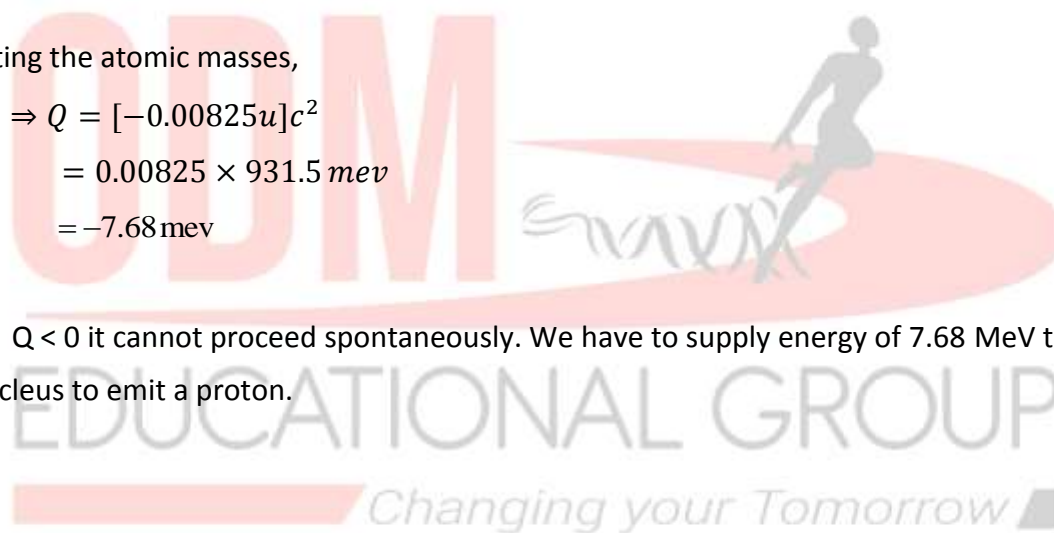 ting the atomic masses,
⇒ Q = [−0.00825u]c²
= 0.00825 × 931.5 mev
= −7.68 mev
Q < 0 it cannot proceed spontaneously. We have to supply energy of 7.68 MeV t
cleus to emit a proton.
ODM
EDUCATIONAL GROUP
Changing your Tomorrow